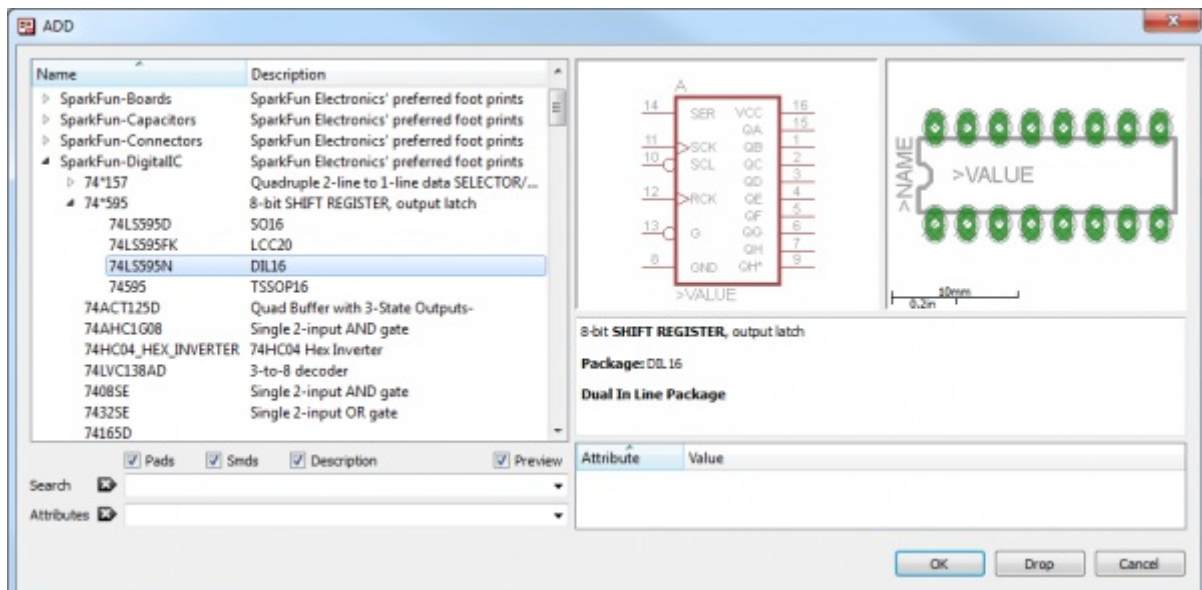 ADD
Name Description
SparkFun-Boards SparkFun Electronics' preferred foot prints
SparkFun-Capacitors SparkFun Electronics' preferred foot prints
SparkFun-Connectors SparkFun Electronics' preferred foot prints
SparkFun-DigitalIC SparkFun Electronics' preferred foot prints
74*157 Quadruple 2-line to 1-line data SELECTOR/...
74*595 8-bit SHIFT REGISTER, output latch
74LS595D SO16
74LS595FK LCC20
74LS595N DIL16
74595 TSSOP16
74ACT125D Quad Buffer with 3-State Outputs-
74AHC1G08 Single 2-input AND gate
74HC04_HEX_INVERTER 74HC04 Hex Inverter
74LVC138AD 3-to-8 decoder
7408SE Single 2-input AND gate
7432SE Single 2-input OR gate
74165D
Pads Smds Description Preview
Search
Attributes
A
14 SER VCC 16
QA 15
11 SCK QB 1
10 SCL QC 2
QD 3
12 RCK QE 4
QF 5
13 G QG 6
QH 7
8 GND QH* 9
>VALUE
>NAME
>VALUE
10mm
0.2in
8-bit SHIFT REGISTER, output latch
Package: DIL16
Dual In Line Package
Attribute Value
OK Drop Cancel